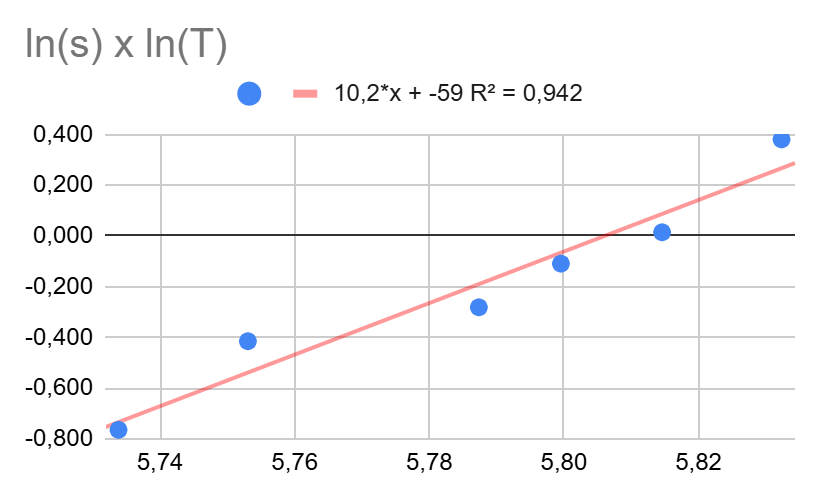 ln(s) x ln(T)
10,2*x + -59 R² = 0,942
0,400
0,200
0,000
-0,200
-0,400
-0,600
-0,800
5,74 5,76 5,78 5,80 5,82